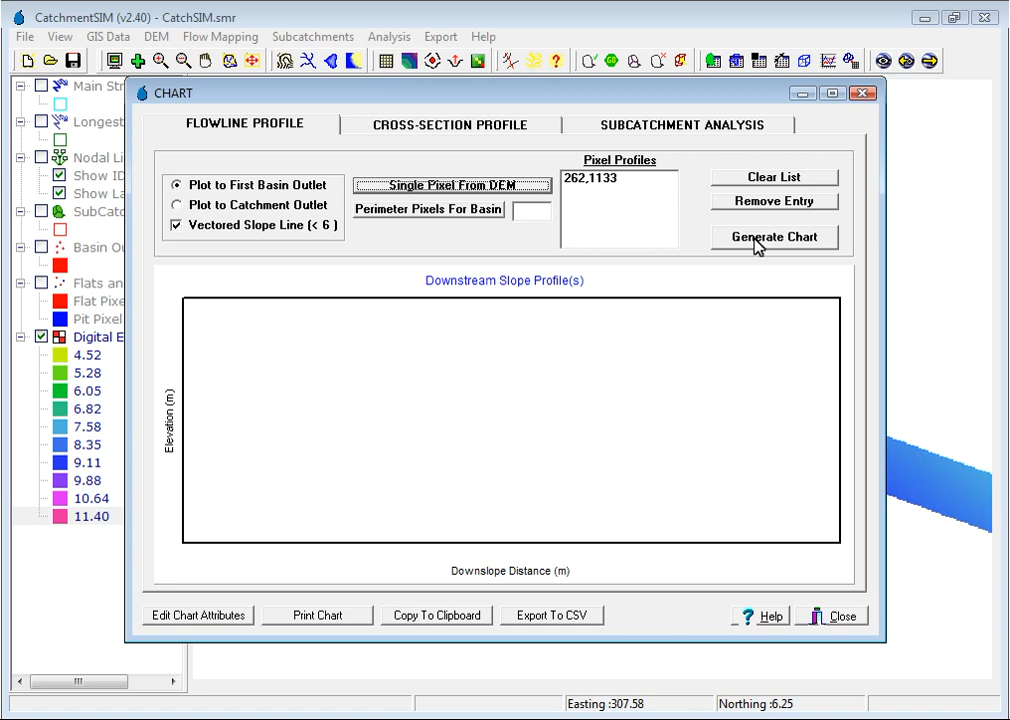 CatchmentSIM (v2.40) - CatchSIM.smr
File View GIS Data DEM Flow Mapping Subcatchments Analysis Export Help
Main Str
Longest
Nodal Li
Show ID
Show La
SubCat
Basin Ou
Flats an
Flat Pixe
Pit Pixel
Digital E
4.52
5.28
6.05
6.82
7.58
8.35
9.11
9.88
10.64
11.40
CHART
FLOWLINE PROFILE CROSS-SECTION PROFILE SUBCATCHMENT ANALYSIS
Plot to First Basin Outlet
Plot to Catchment Outlet
Vectored Slope Line (< 6 )
Single Pixel From DEM
Perimeter Pixels For Basin
Pixel Profiles
262,1133
Clear List
Remove Entry
Generate Chart
Downstream Slope Profile(s)
Elevation (m)
Downslope Distance (m)
Edit Chart Attributes Print Chart Copy To Clipboard Export To CSV Help Close
Easting :307.58 Northing :6.25